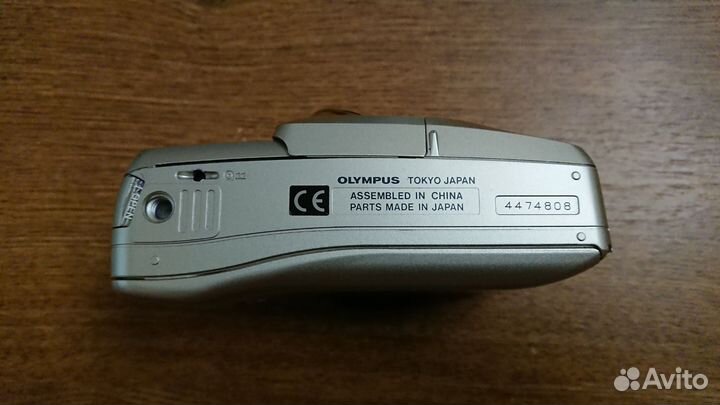 OLYMPUS TOKYO JAPAN
CE
ASSEMBLED IN CHINA
PARTS MADE IN JAPAN
4474808
Avito